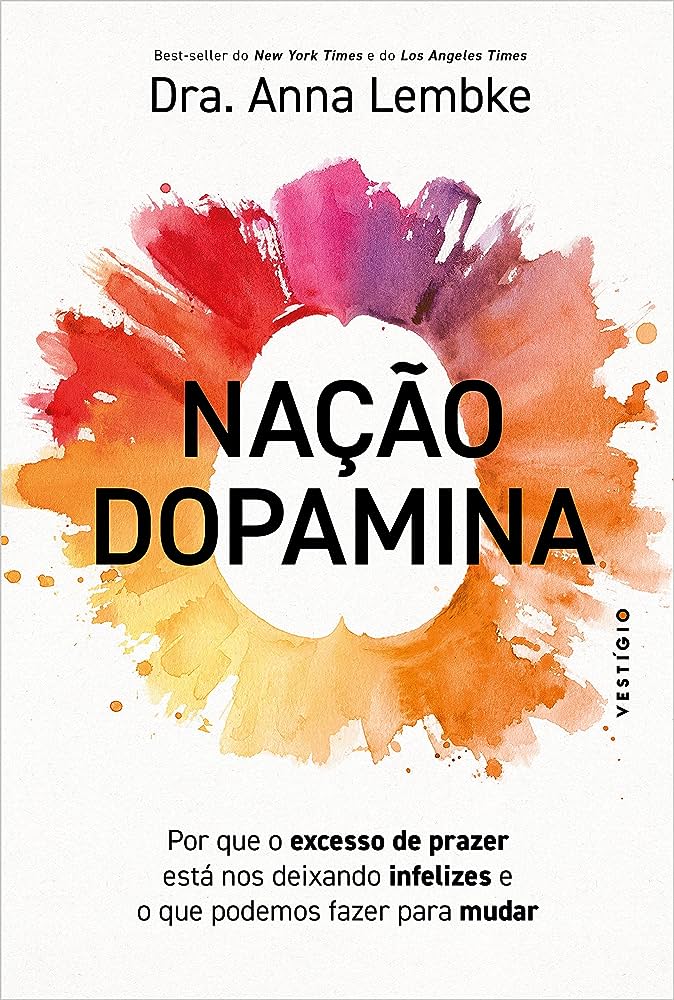 Best-seller do New York Times e do Los Angeles Times
Dra. Anna Lembke
NAÇÃO
DOPAMINA
VESTÍGIO
Por que o excesso de prazer
está nos deixando infelizes e
o que podemos fazer para mudar